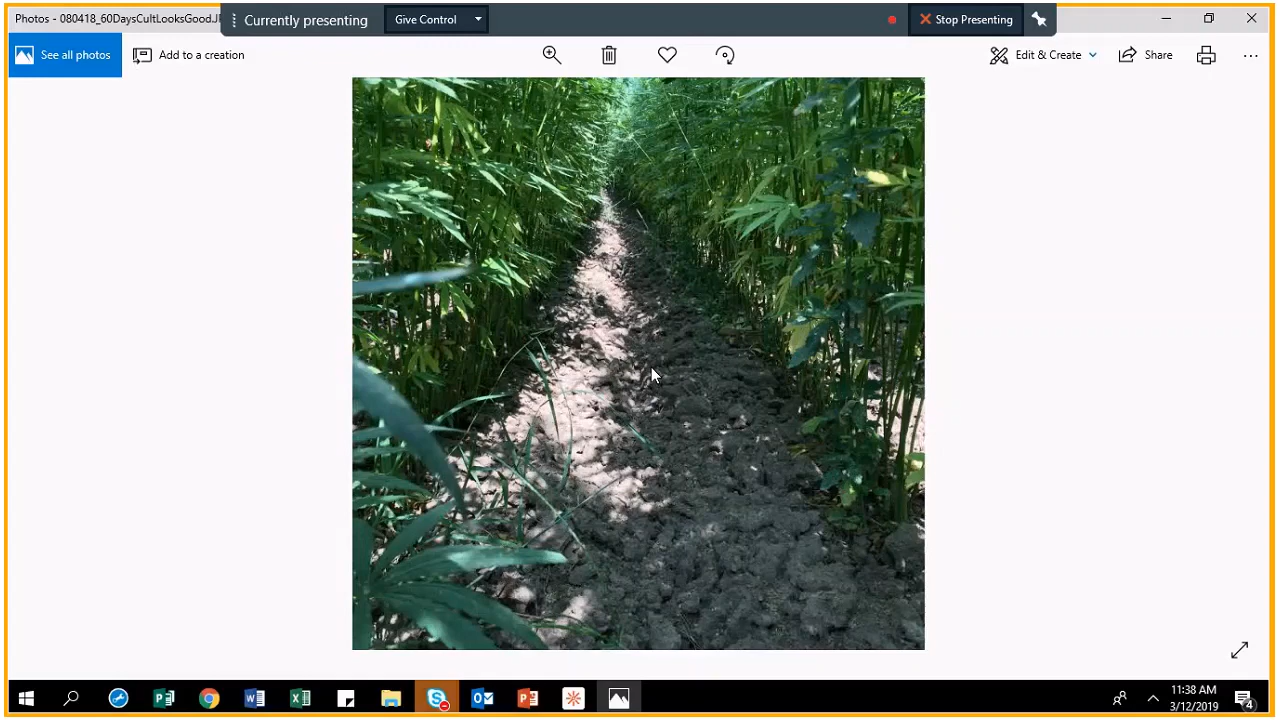 Photos - 080418_60DaysCultLooksGood.J
Currently presenting
Give Control
Stop Presenting
See all photos
Add to a creation
Edit & Create
Share
11:38 AM
3/12/2019
4